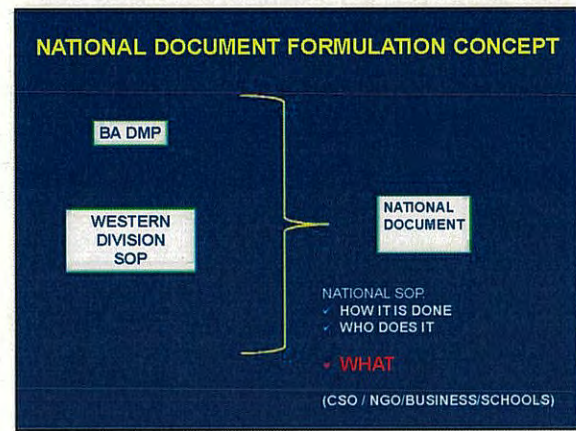 NATIONAL DOCUMENT FORMULATION CONCEPT
BA DMP
WESTERN
DIVISION
SOP
NATIONAL
DOCUMENT
NATIONAL SOP
HOW IT IS DONE
WHO DOES IT
WHAT
(CSO / NGO/BUSINESS/SCHOOLS)